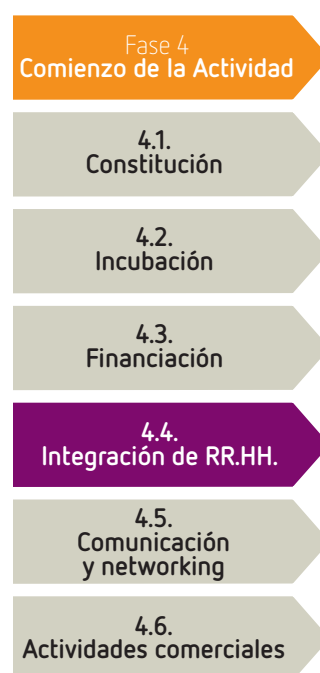 Fase 4
Comienzo de la Actividad
4.1.
Constitución
4.2.
Incubación
4.3.
Financiación
4.4.
Integración de RR.HH.
4.5.
Comunicación
y networking
4.6.
Actividades comerciales